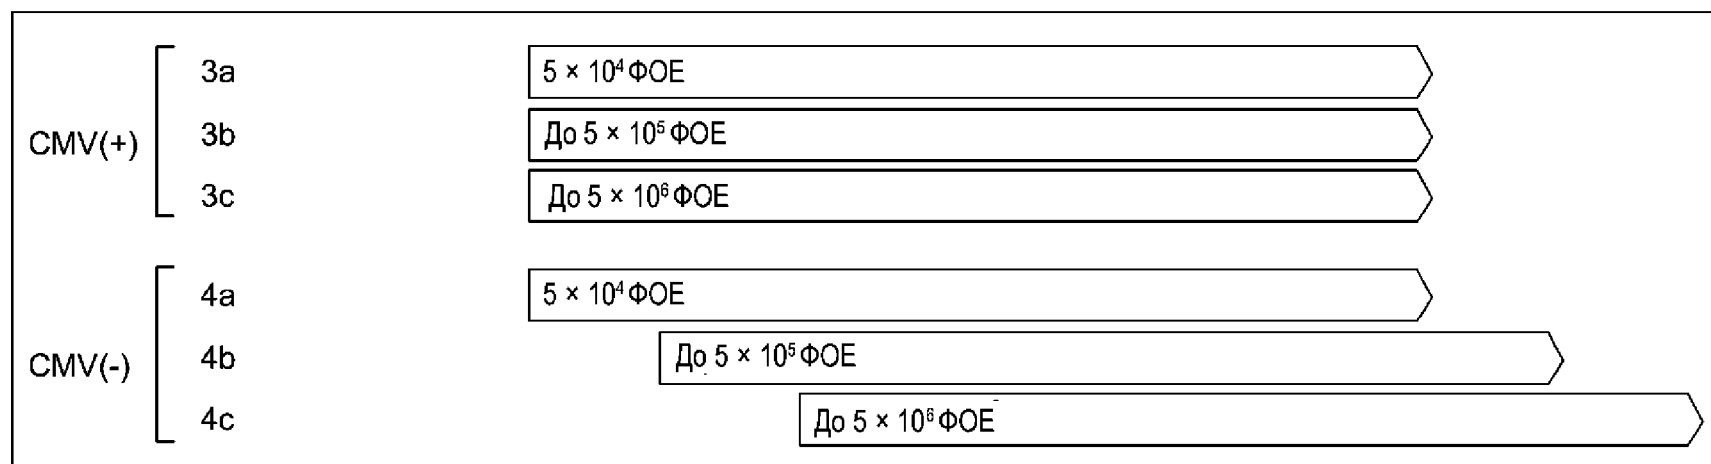 CMV(+)
3a
5 × 10⁴ ФОЕ
3b
До 5 × 10⁵ ФОЕ
3c
До 5 × 10⁶ ФОЕ
CMV(-)
4a
5 × 10⁴ ФОЕ
4b
До 5 × 10⁵ ФОЕ
4c
До 5 × 10⁶ ФОЕ